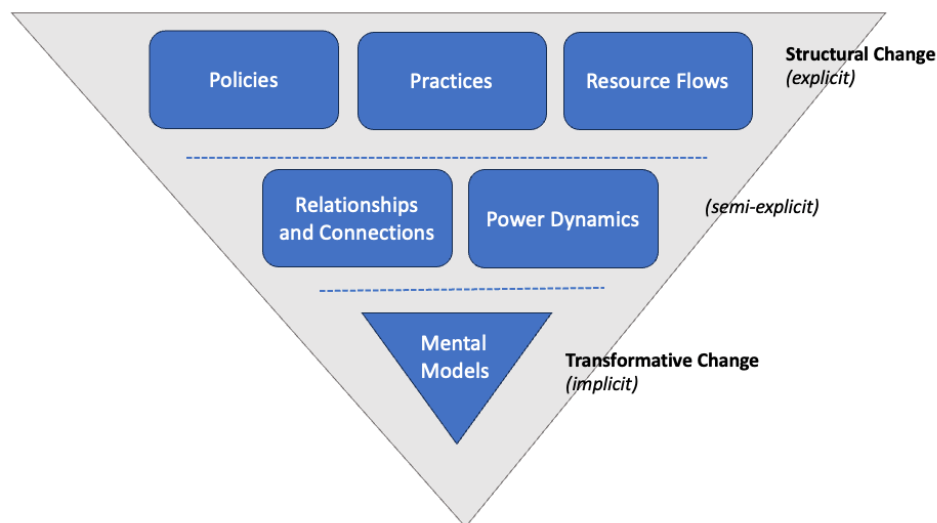 Policies
Practices
Resource Flows
Structural Change
(explicit)
Relationships
and Connections
Power Dynamics
(semi-explicit)
Mental
Models
Transformative Change
(implicit)